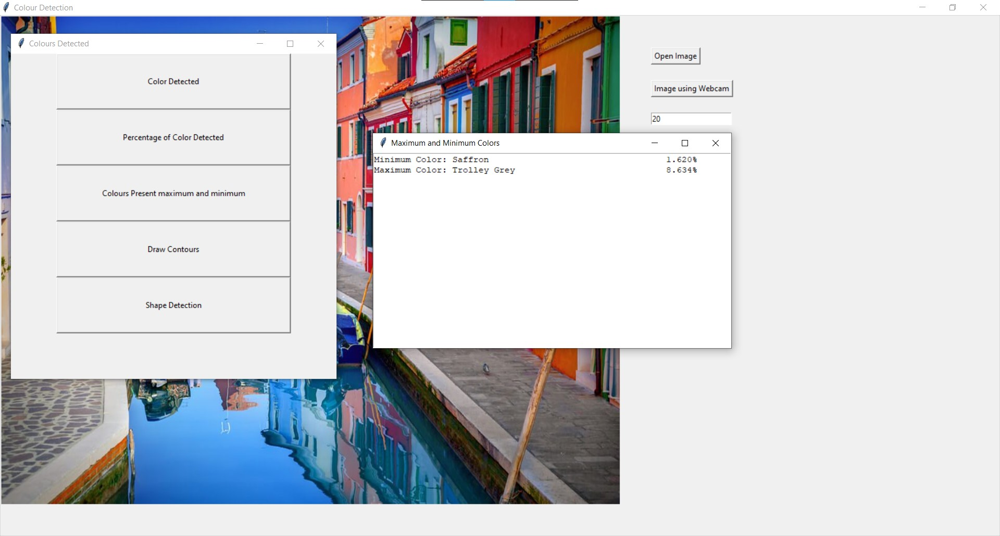 Colour Detection
Colours Detected
Color Detected
Percentage of Color Detected
Colours Present maximum and minimum
Draw Contours
Shape Detection
Open Image
Image using Webcam
20
Maximum and Minimum Colors
Minimum Color: Saffron 1.620%
Maximum Color: Trolley Grey 8.634%